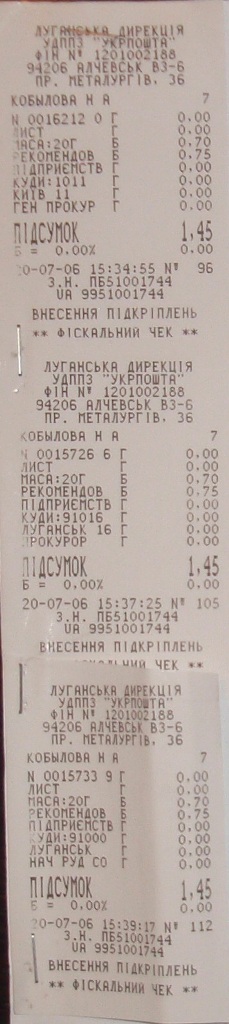 ЛУГАНСЬКА ДИРЕКЦІЯ
УДППЗ "УКРПОШТА"
ФІН № 1201002188
94206 АЛЧЕВСЬК ВЗ-6
ПР. МЕТАЛУРГІВ. 36
КОБЫЛОВА Н А 7
N 0016212 0 Г 0.00
ЛИСТ Г 0.00
МАСА:20Г Б 0.70
РЕКОМЕНДОВ Б 0.75
ПІДПРИЄМСТВ Г 0.00
КУДИ:1011 Г 0.00
КИЇВ 11 Г 0.00
ГЕН ПРОКУР Г 0.00
ПІДСУМОК 1,45
Б = 0.00% 0.00
20-07-06 15:34:55 № 96
З.Н. ПБ51001744
UA 9951001744
ВНЕСЕННЯ ПІДКРІПЛЕНЬ
** ФІСКАЛЬНИЙ ЧЕК **
ЛУГАНСЬКА ДИРЕКЦІЯ
УДППЗ "УКРПОШТА"
ФІН № 1201002188
94206 АЛЧЕВСЬК ВЗ-6
ПР. МЕТАЛУРГІВ. 36
КОБЫЛОВА Н А 7
N 0015726 6 Г 0.00
ЛИСТ Г 0.00
МАСА:20Г Б 0.70
РЕКОМЕНДОВ Б 0.75
ПІДПРИЄМСТВ Г 0.00
КУДИ:91016 Г 0.00
ЛУГАНСЬК 16 Г 0.00
ПРОКУРОР Г 0.00
ПІДСУМОК 1,45
Б = 0.00% 0.00
20-07-06 15:37:25 № 105
З.Н. ПБ51001744
UA 9951001744
ВНЕСЕННЯ ПІДКРІПЛЕНЬ
ФІСКАЛЬНИЙ ЧЕК **
ЛУГАНСЬКА ДИРЕКЦІЯ
УДППЗ "УКРПОШТА"
ФІН № 1201002188
94206 АЛЧЕВСЬК ВЗ-6
ПР. МЕТАЛУРГІВ. 36
КОБЫЛОВА Н А 7
N 0015733 9 Г 0.00
ЛИСТ Г 0.00
МАСА:20Г Б 0.70
РЕКОМЕНДОВ Б 0.75
ПІДПРИЄМСТВ Г 0.00
КУДИ:91000 Г 0.00
ЛУГАНСЬК Г 0.00
НАЧ РУД СО Г 0.00
ПІДСУМОК 1,45
Б = 0.00% 0.00
20-07-06 15:39:17 № 112
З.Н. ПБ51001744
UA 9951001744
ВНЕСЕННЯ ПІДКРІПЛЕНЬ
** ФІСКАЛЬНИЙ ЧЕК **